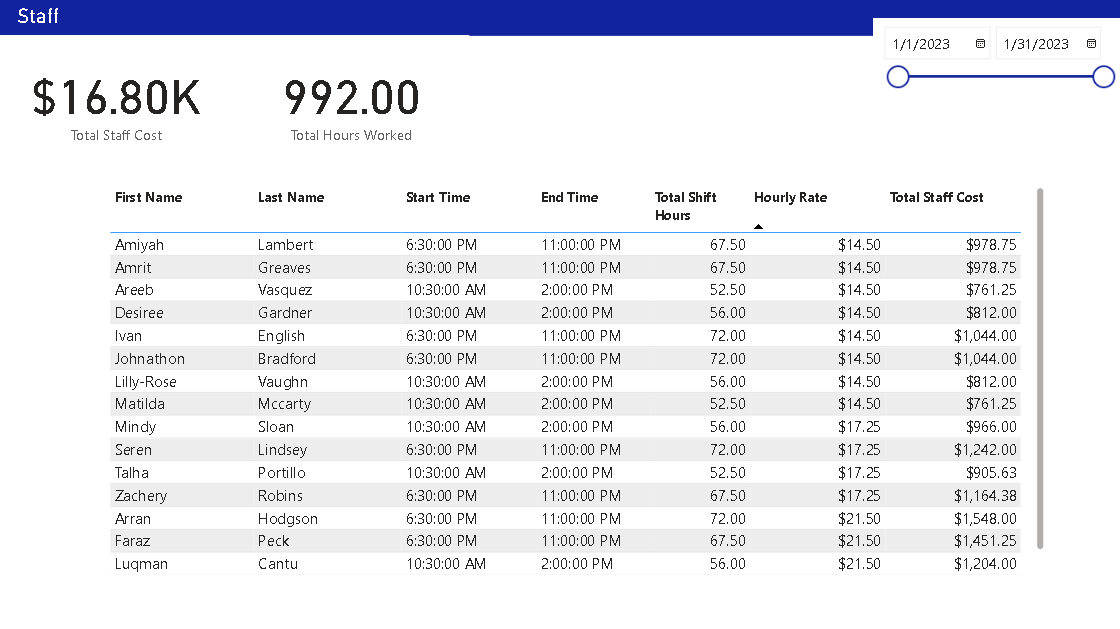 Staff
1/1/2023 1/31/2023
$16.80K 992.00
Total Staff Cost Total Hours Worked
First Name Last Name Start Time End Time Total Shift Hours Hourly Rate Total Staff Cost
Amiyah Lambert 6:30:00 PM 11:00:00 PM 67.50 $14.50 $978.75
Amrit Greaves 6:30:00 PM 11:00:00 PM 67.50 $14.50 $978.75
Areeb Vasquez 10:30:00 AM 2:00:00 PM 52.50 $14.50 $761.25
Desiree Gardner 10:30:00 AM 2:00:00 PM 56.00 $14.50 $812.00
Ivan English 6:30:00 PM 11:00:00 PM 72.00 $14.50 $1,044.00
Johnathon Bradford 6:30:00 PM 11:00:00 PM 72.00 $14.50 $1,044.00
Lilly-Rose Vaughn 10:30:00 AM 2:00:00 PM 56.00 $14.50 $812.00
Matilda Mccarty 10:30:00 AM 2:00:00 PM 52.50 $14.50 $761.25
Mindy Sloan 10:30:00 AM 2:00:00 PM 56.00 $17.25 $966.00
Seren Lindsey 6:30:00 PM 11:00:00 PM 72.00 $17.25 $1,242.00
Talha Portillo 10:30:00 AM 2:00:00 PM 52.50 $17.25 $905.63
Zachery Robins 6:30:00 PM 11:00:00 PM 67.50 $17.25 $1,164.38
Arran Hodgson 6:30:00 PM 11:00:00 PM 72.00 $21.50 $1,548.00
Faraz Peck 6:30:00 PM 11:00:00 PM 67.50 $21.50 $1,451.25
Luqman Cantu 10:30:00 AM 2:00:00 PM 56.00 $21.50 $1,204.00